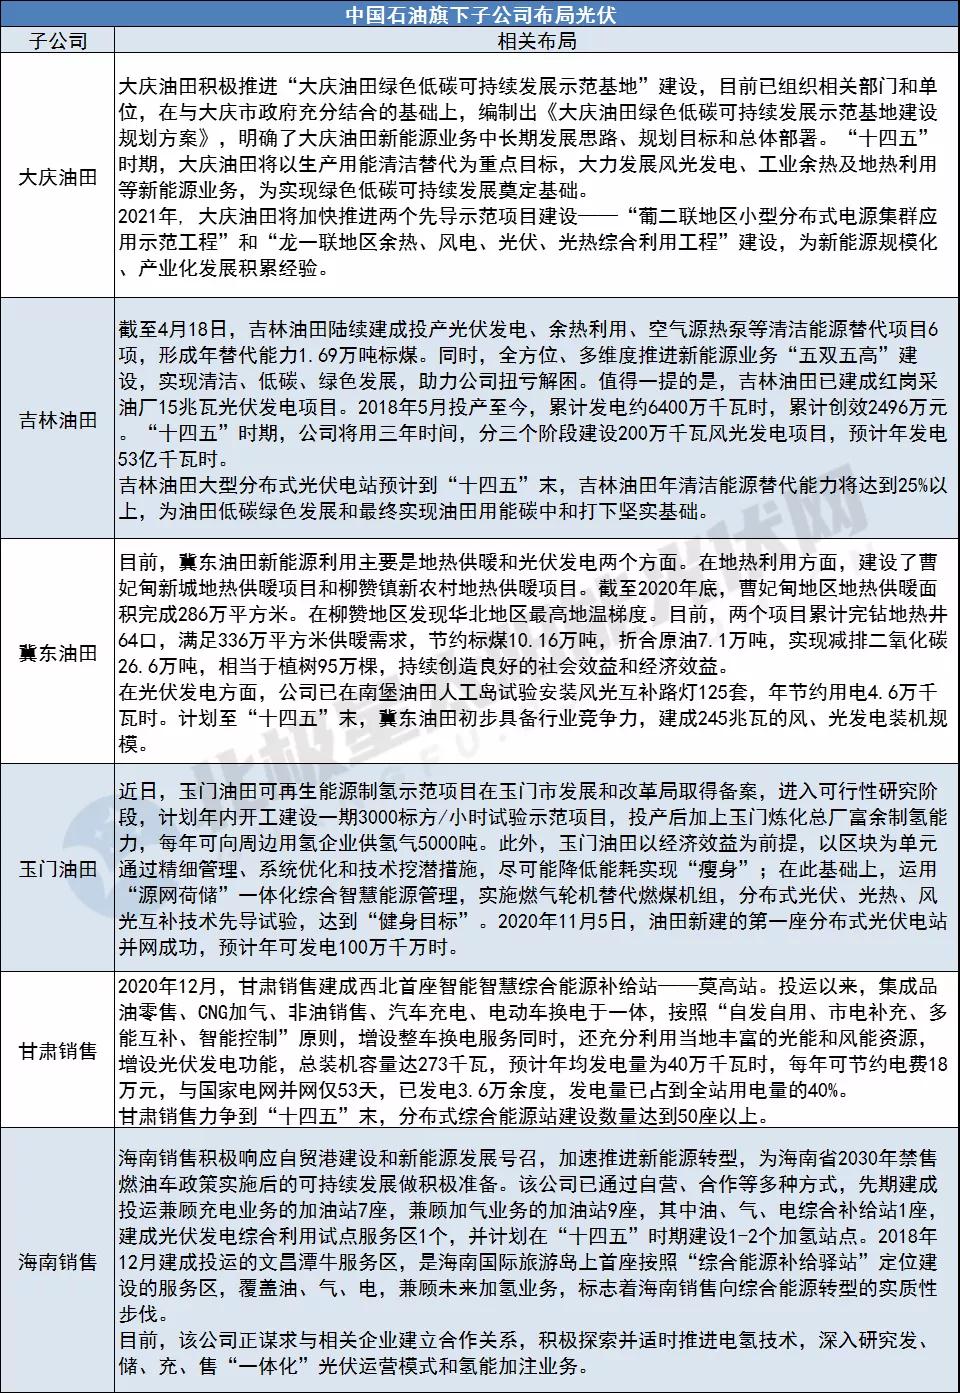 中国石油旗下子公司布局光伏
子公司
相关布局
大庆油田
大庆油田积极推进“大庆油田绿色低碳可持续发展示范基地”建设，目前已组织相关部门和单
位，在与大庆市政府充分结合的基础上，编制出《大庆油田绿色低碳可持续发展示范基地建设
规划方案》，明确了大庆油田新能源业务中长期发展思路、规划目标和总体部署。“十四五”
时期，大庆油田将以生产用能清洁替代为重点目标，大力发展风光发电、工业余热及地热利用
等新能源业务，为实现绿色低碳可持续发展奠定基础。
2021年，大庆油田将加快推进两个先导示范项目建设——“葡二联地区小型分布式电源集群应
用示范工程”和“龙一联地区余热、风电、光伏、光热综合利用工程”建设，为新能源规模化
、产业化发展积累经验。
吉林油田
截至4月18日，吉林油田陆续建成投产光伏发电、余热利用、空气源热泵等清洁能源替代项目6
项，形成年替代能力1.69万吨标煤。同时，全方位、多维度推进新能源业务“五双五高”建
设，实现清洁、低碳、绿色发展，助力公司扭亏解困。值得一提的是，吉林油田已建成红岗采
油厂15兆瓦光伏发电项目。2018年5月投产至今，累计发电约6400万千瓦时，累计创效2496万元
。“十四五”时期，公司将用三年时间，分三个阶段建设200万千瓦风光发电项目，预计年发电
53亿千瓦时。
吉林油田大型分布式光伏电站预计到“十四五”末，吉林油田年清洁能源替代能力将达到25%以
上，为油田低碳绿色发展和最终实现油田用能碳中和打下坚实基础。
冀东油田
目前，冀东油田新能源利用主要是地热供暖和光伏发电两个方面。在地热利用方面，建设了曹
妃甸新城地热供暖项目和柳赞镇新农村地热供暖项目。截至2020年底，曹妃甸地区地热供暖面
积完成286万平方米。在柳赞地区发现华北地区最高地温梯度。目前，两个项目累计完钻地热井
64口，满足336万平方米供暖需求，节约标煤10.16万吨，折合原油7.1万吨，实现减排二氧化碳
26.6万吨，相当于植树95万棵，持续创造良好的社会效益和经济效益。
在光伏发电方面，公司已在南堡油田人工岛试验安装风光互补路灯125套，年节约用电4.6万千
瓦时。计划至“十四五”末，冀东油田初步具备行业竞争力，建成245兆瓦的风、光发电装机规
模。
玉门油田
近日，玉门油田可再生能源制氢示范项目在玉门市发展和改革局取得备案，进入可行性研究阶
段，计划年内开工建设一期3000标方/小时试验示范项目，投产后加上玉门炼化总厂富余制氢能
力，每年可向周边用氢企业供氢气5000吨。此外，玉门油田以经济效益为前提，以区块为单元
通过精细管理、系统优化和技术挖潜措施，尽可能降低能耗实现“瘦身”；在此基础上，运用
“源网荷储”一体化综合智慧能源管理，实施燃气轮机替代燃煤机组，分布式光伏、光热、风
光互补技术先导试验，达到“健身目标”。2020年11月5日，油田新建的第一座分布式光伏电站
并网成功，预计年可发电100万千万时。
甘肃销售
2020年12月，甘肃销售建成西北首座智能智慧综合能源补给站——莫高站。投运以来，集成品
油零售、CNG加气、非油销售、汽车充电、电动车换电于一体，按照“自发自用、市电补充、多
能互补、智能控制”原则，增设整车换电服务同时，还充分利用当地丰富的光能和风能资源，
增设光伏发电功能，总装机容量达273千瓦，预计年均发电量为40万千瓦时，每年可节约电费18
万元，与国家电网并网仅53天，已发电3.6万余度，发电量已占到全站用电量的40%。
甘肃销售力争到“十四五”末，分布式综合能源站建设数量达到50座以上。
海南销售
海南销售积极响应自贸港建设和新能源发展号召，加速推进新能源转型，为海南省2030年禁售
燃油车政策实施后的可持续发展做积极准备。该公司已通过自营、合作等多种方式，先期建成
投运兼顾充电业务的加油站7座，兼顾加气业务的加油站9座，其中油、气、电综合补给站1座，
建成光伏发电综合利用试点服务区1个，并计划在“十四五”时期建设1-2个加氢站点。2018年
12月建成投运的文昌潭牛服务区，是海南国际旅游岛上首座按照“综合能源补给驿站”定位建
设的服务区，覆盖油、气、电，兼顾未来加氢业务，标志着海南销售向综合能源转型的实质性
步伐。
目前，该公司正谋求与相关企业建立合作关系，积极探索并适时推进电氢技术，深入研究发、
储、充、售“一体化”光伏运营模式和氢能加注业务。
北极星太阳能光伏网